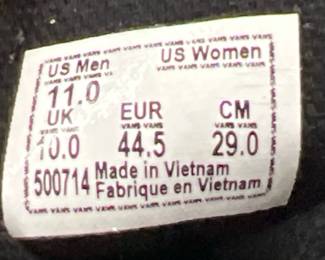 US Men US Women
11.0
UK EUR CM
10.0 44.5 29.0
500714 Made in Vietnam
Fabrique en Vietnam